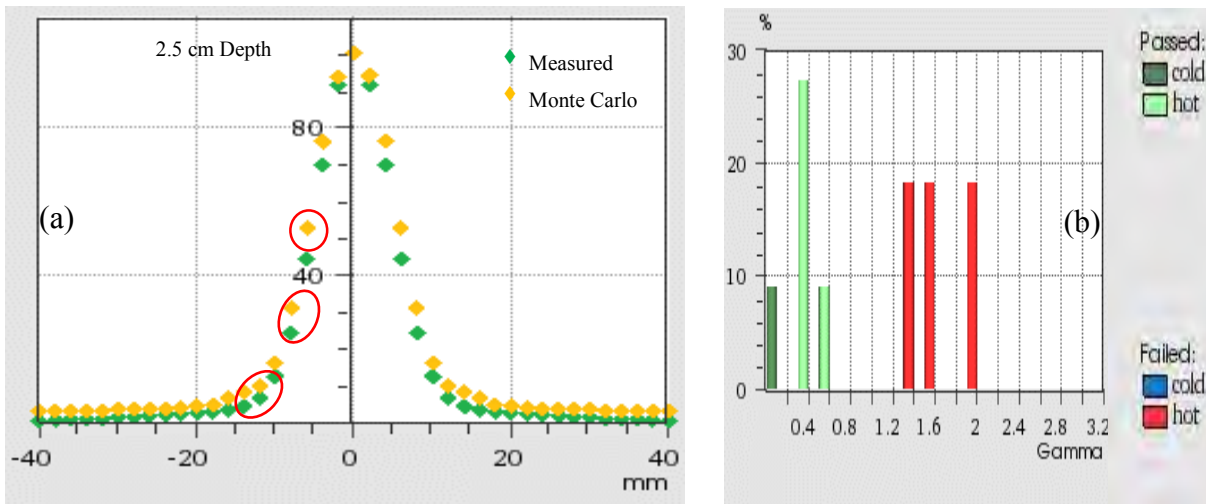 2.5 cm Depth
Measured
Monte Carlo
80
40
(a)
-40 -20 0 20 40
mm
%
30
20
10
0
(b)
0.4 0.8 1.2 1.6 2 2.4 2.8 3.2
Gamma
Passed:
cold
hot
Failed:
cold
hot